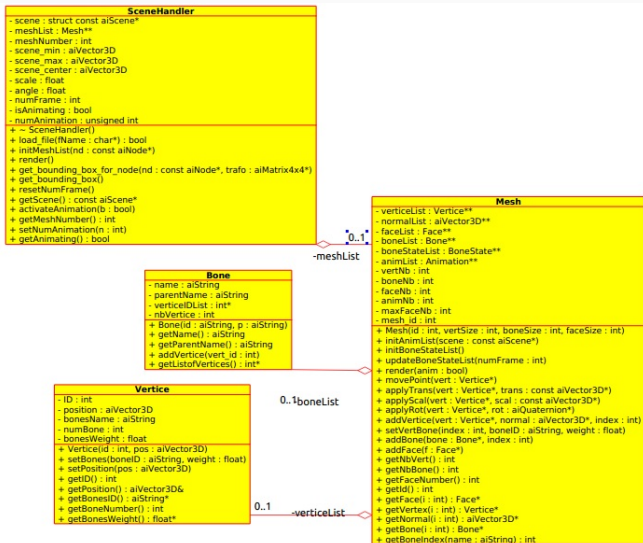 SceneHandler
- scene : struct const aiScene*
- meshList : Mesh**
- meshNumber : int
- scene_min : aiVector3D
- scene_max : aiVector3D
- scene_center : aiVector3D
- scale : float
- angle : float
- numFrame : int
- isAnimating : bool
- numAnimation : unsigned int
+ ~ SceneHandler()
+ load_file(fName : char*) : bool
+ initMeshList(nd : const aiNode*)
+ render()
+ get_bounding_box_for_node(nd : const aiNode*, trafo : aiMatrix4x4*)
+ get_bounding_box()
+ resetNumFrame()
+ getScene() : const aiScene*
+ activateAnimation(b : bool)
+ getMeshNumber() : int
+ setNumAnimation(n : int)
+ getAnimating() : bool
0..1
-meshList
Mesh
- verticeList : Vertice**
- normalList : aiVector3D**
- faceList : Face**
- boneList : Bone**
- boneStateList : BoneState**
- animList : Animation**
- vertNb : int
- boneNb : int
- faceNb : int
- animNb : int
- maxFaceNb : int
- mesh_id : int
+ Mesh(id : int, vertSize : int, boneSize : int, faceSize : int)
+ initAnimList(scene : const aiScene*)
+ initBoneStateList()
+ updateBoneStateList(numFrame : int)
+ render(anim : bool)
+ movePoint(vert : Vertice*)
+ applyTrans(vert : Vertice*, trans : const aiVector3D*)
+ applyScal(vert : Vertice*, scal : const aiVector3D*)
+ applyRot(vert : Vertice*, rot : aiQuaternion*)
+ addVertice(vert : Vertice*, normal : aiVector3D*, index : int)
+ setVertBone(index : int, boneID : aiString, weight : float)
+ addBone(bone : Bone*, index : int)
+ addFace(f : Face*)
+ getNbVert() : int
+ getNbBone() : int
+ getFaceNumber() : int
+ getId() : int
+ getFace(i : int) : Face*
+ getVertex(i : int) : Vertice*
+ getNormal(i : int) : aiVector3D*
+ getBone(i : int) : Bone*
+ getBoneIndex(name : aiString) : int
Bone
- name : aiString
- parentName : aiString
- verticeIDList : int*
- nbVertice : int
+ Bone(id : aiString, p : aiString)
+ getName() : aiString
+ getParentName() : aiString
+ addVertice(vert_id : int)
+ getListofVertices() : int*
0..1
boneList
Vertice
- ID : int
- position : aiVector3D
- bonesName : aiString
- numBone : int
- bonesWeight : float
+ Vertice(id : int, pos : aiVector3D)
+ setBones(boneID : aiString, weight : float)
+ setPosition(pos : aiVector3D)
+ getID() : int
+ getPosition() : aiVector3D&
+ getBonesID() : aiString*
+ getBoneNumber() : int
+ getBonesWeight() : float*
0..1
-verticeList